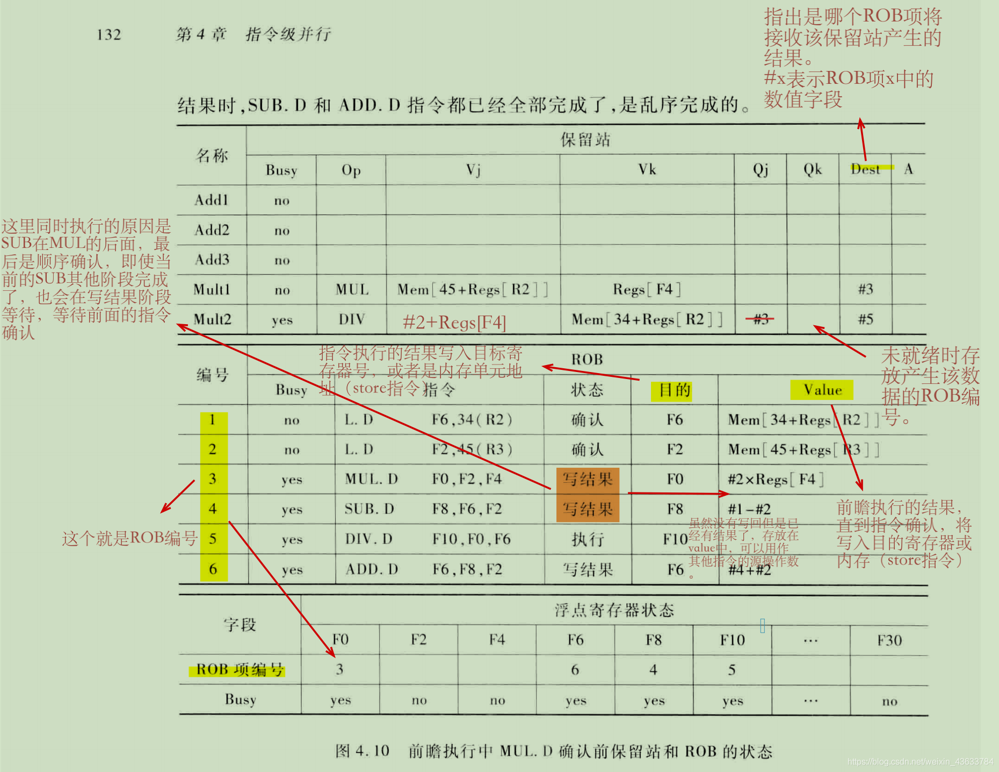 132 第 4 章 指令级并行
指出是哪个ROB项将
接收该保留站产生的
结果。
#x表示ROB项x中的
数值字段
结果时,SUB. D 和 ADD. D 指令都已经全部完成了,是乱序完成的。
名称 保留站
Busy Op Vj Vk Qj Qk Dest A
Add1 no
Add2 no
Add3 no
Mult1 no MUL Mem[45+Regs[R2]] Regs[F4] #3
Mult2 yes DIV #2+Regs[F4] Mem[34+Regs[R2]] #3 #5
这里同时执行的原因是
SUB在MUL的后面，最
后是顺序确认，即使当
前的SUB其他阶段完成
了，也会在写结果阶段
等待，等待前面的指令
确认
指令执行的结果写入目标寄
存器号，或者是内存单元地
址（store指令）
未就绪时存
放产生该数
据的ROB编
号。
编号 ROB
Busy 指令 状态 目的 Value
1 no L. D F6,34(R2) 确认 F6 Mem[34+Regs[R2]]
2 no L. D F2,45(R3) 确认 F2 Mem[45+Regs[R3]]
3 yes MUL. D F0,F2,F4 写结果 F0 #2×Regs[F4]
4 yes SUB. D F8,F6,F2 写结果 F8 #1-#2
5 yes DIV. D F10,F0,F6 执行 F10
6 yes ADD. D F6,F8,F2 写结果 F6 #4+#2
这个就是ROB编号
虽然没有写回但是已
经有结果了，存放在
value中，可以用作
其他指令的源操作数
。
前瞻执行的结果，
直到指令确认，将
写入目的寄存器或
内存（store指令）
字段 浮点寄存器状态
F0 F2 F4 F6 F8 F10 … F30
ROB 项编号 3 6 4 5
Busy yes no no yes yes yes … no
图 4. 10 前瞻执行中 MUL. D 确认前保留站和 ROB 的状态
https://blog.csdn.net/weixin_43633784